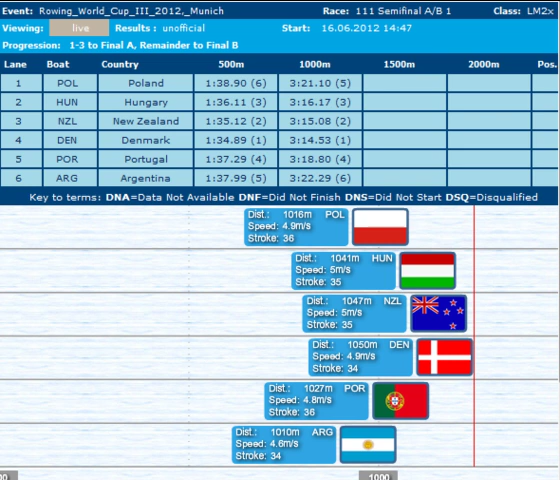 Event: Rowing_World_Cup_III_2012,_Munich Race: 111 Semifinal A/B 1 Class: LM2x
Viewing: live Results : unofficial Start: 16.06.2012 14:47
Progression: 1-3 to Final A, Remainder to Final B
Lane Boat Country 500m 1000m 1500m 2000m Pos.
1 POL Poland 1:38.90 (6) 3:21.10 (5)
2 HUN Hungary 1:36.11 (3) 3:16.17 (3)
3 NZL New Zealand 1:35.12 (2) 3:15.08 (2)
4 DEN Denmark 1:34.89 (1) 3:14.53 (1)
5 POR Portugal 1:37.29 (4) 3:18.80 (4)
6 ARG Argentina 1:37.99 (5) 3:22.29 (6)
Key to terms: DNA=Data Not Available DNF=Did Not Finish DNS=Did Not Start DSQ=Disqualified
Dist.: 1016m POL
Speed: 4.9m/s
Stroke: 36
Dist.: 1041m HUN
Speed: 5m/s
Stroke: 35
Dist.: 1047m NZL
Speed: 5m/s
Stroke: 35
Dist.: 1050m DEN
Speed: 4.9m/s
Stroke: 34
Dist.: 1027m POR
Speed: 4.8m/s
Stroke: 36
Dist.: 1010m ARG
Speed: 4.6m/s
Stroke: 34
1000